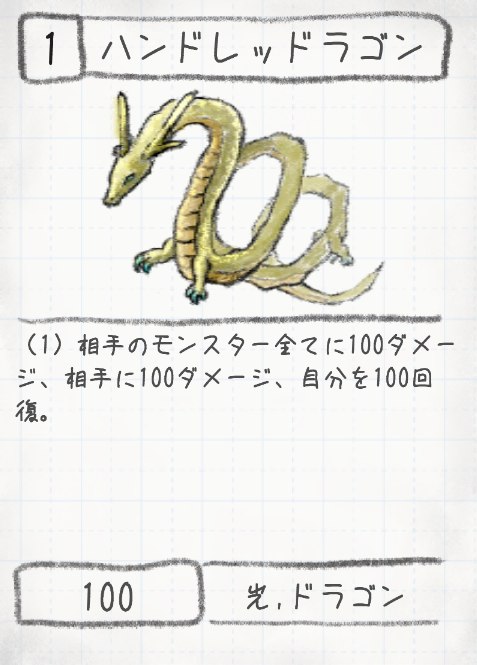 1
ハンドレッドラゴン
（1）相手のモンスター全てに100ダメー
ジ、相手に100ダメージ、自分を100回
復。
100
光,ドラゴン